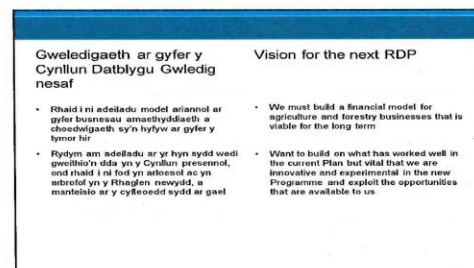 Gweledigaeth ar gyfer y
Cynllun Datblygu Gwledig
nesaf
• Rhaid i ni adeiladu model ariannol ar
gyfer busnesau amaethyddiaeth a
choedwigaeth sy'n hyfyw ar gyfer y
tymor hir
• Rydym am adeiladu ar yr hyn sydd wedi
gweithio'n dda yn y Cynllun presennol,
ond rhaid i ni fod yn arloesol ac yn
arbrofol yn y Rhaglen newydd, a
manteisio ar y cyfleoedd sydd ar gael
Vision for the next RDP
• We must build a financial model for
agriculture and forestry businesses that is
viable for the long term
• Want to build on what has worked well in
the current Plan but vital that we are
innovative and experimental in the new
Programme and exploit the opportunities
that are available to us